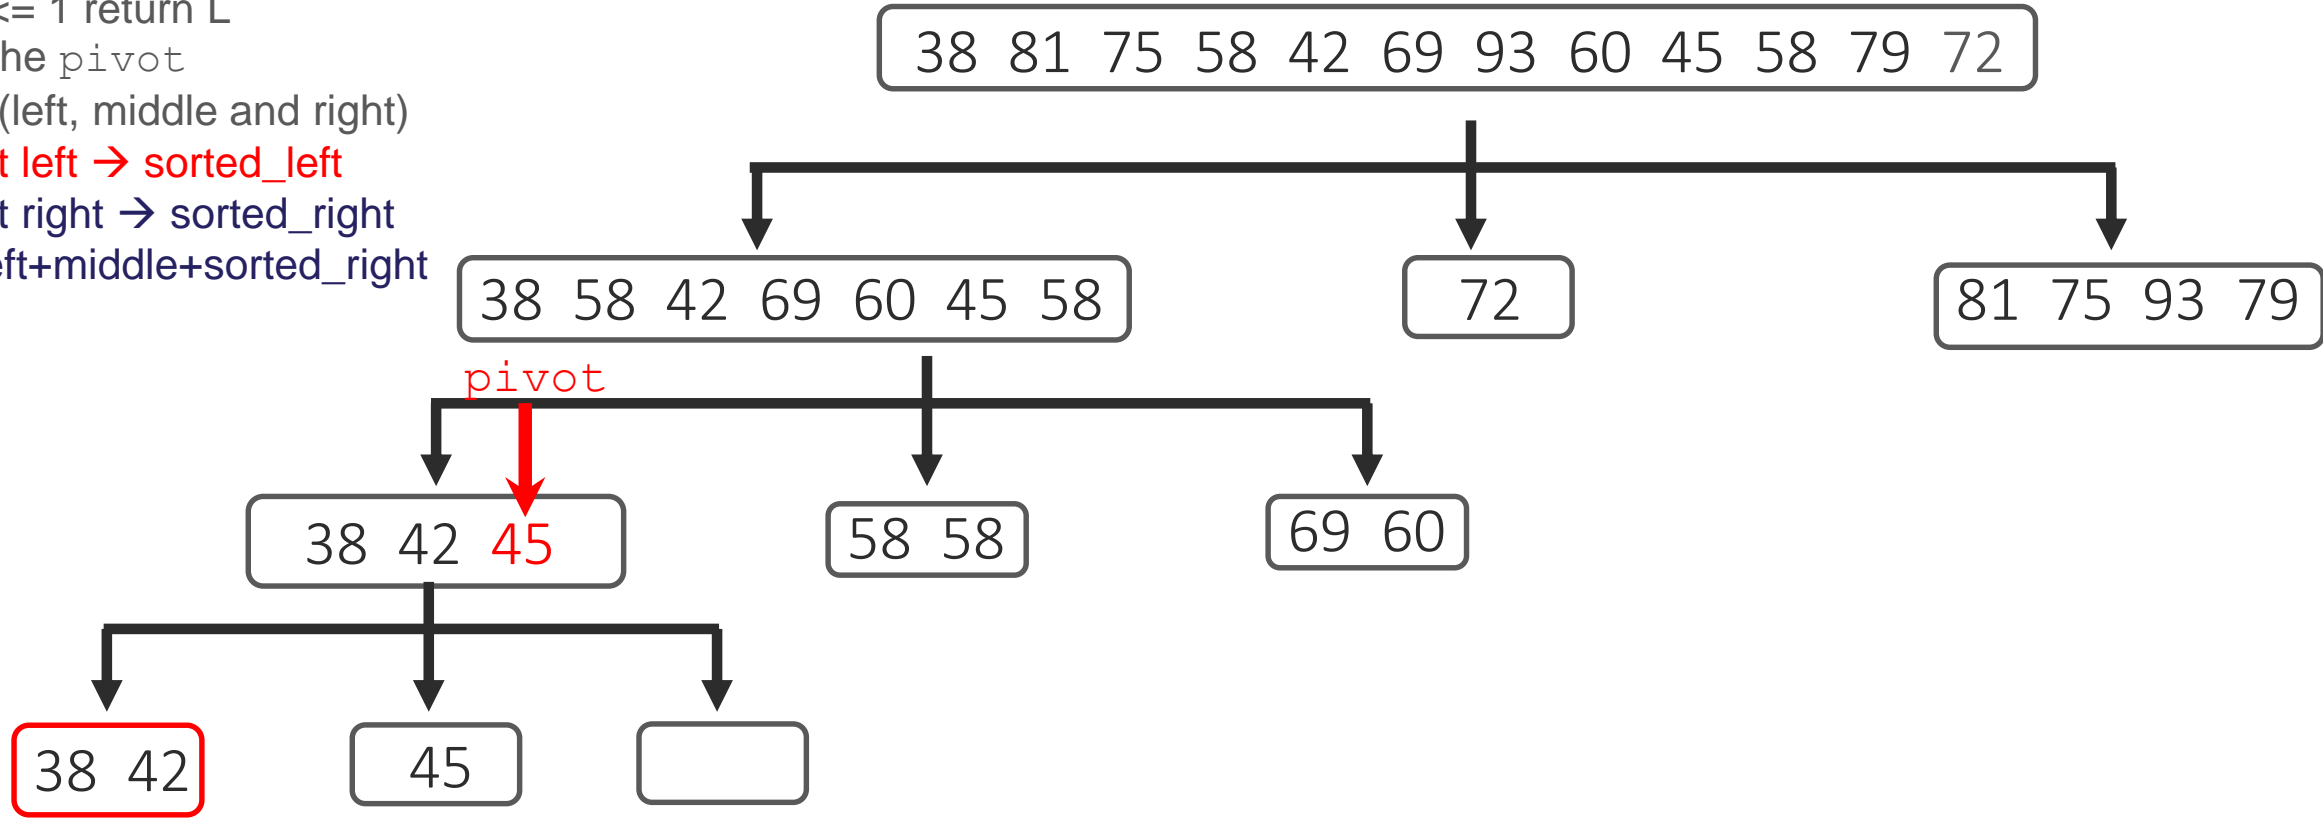 <= 1 return L
he pivot
(left, middle and right)
t left → sorted_left
t right → sorted_right
eft+middle+sorted_right
38 81 75 58 42 69 93 60 45 58 79 72
38 58 42 69 60 45 58
72
81 75 93 79
pivot
38 42 45
58 58
69 60
38 42
45